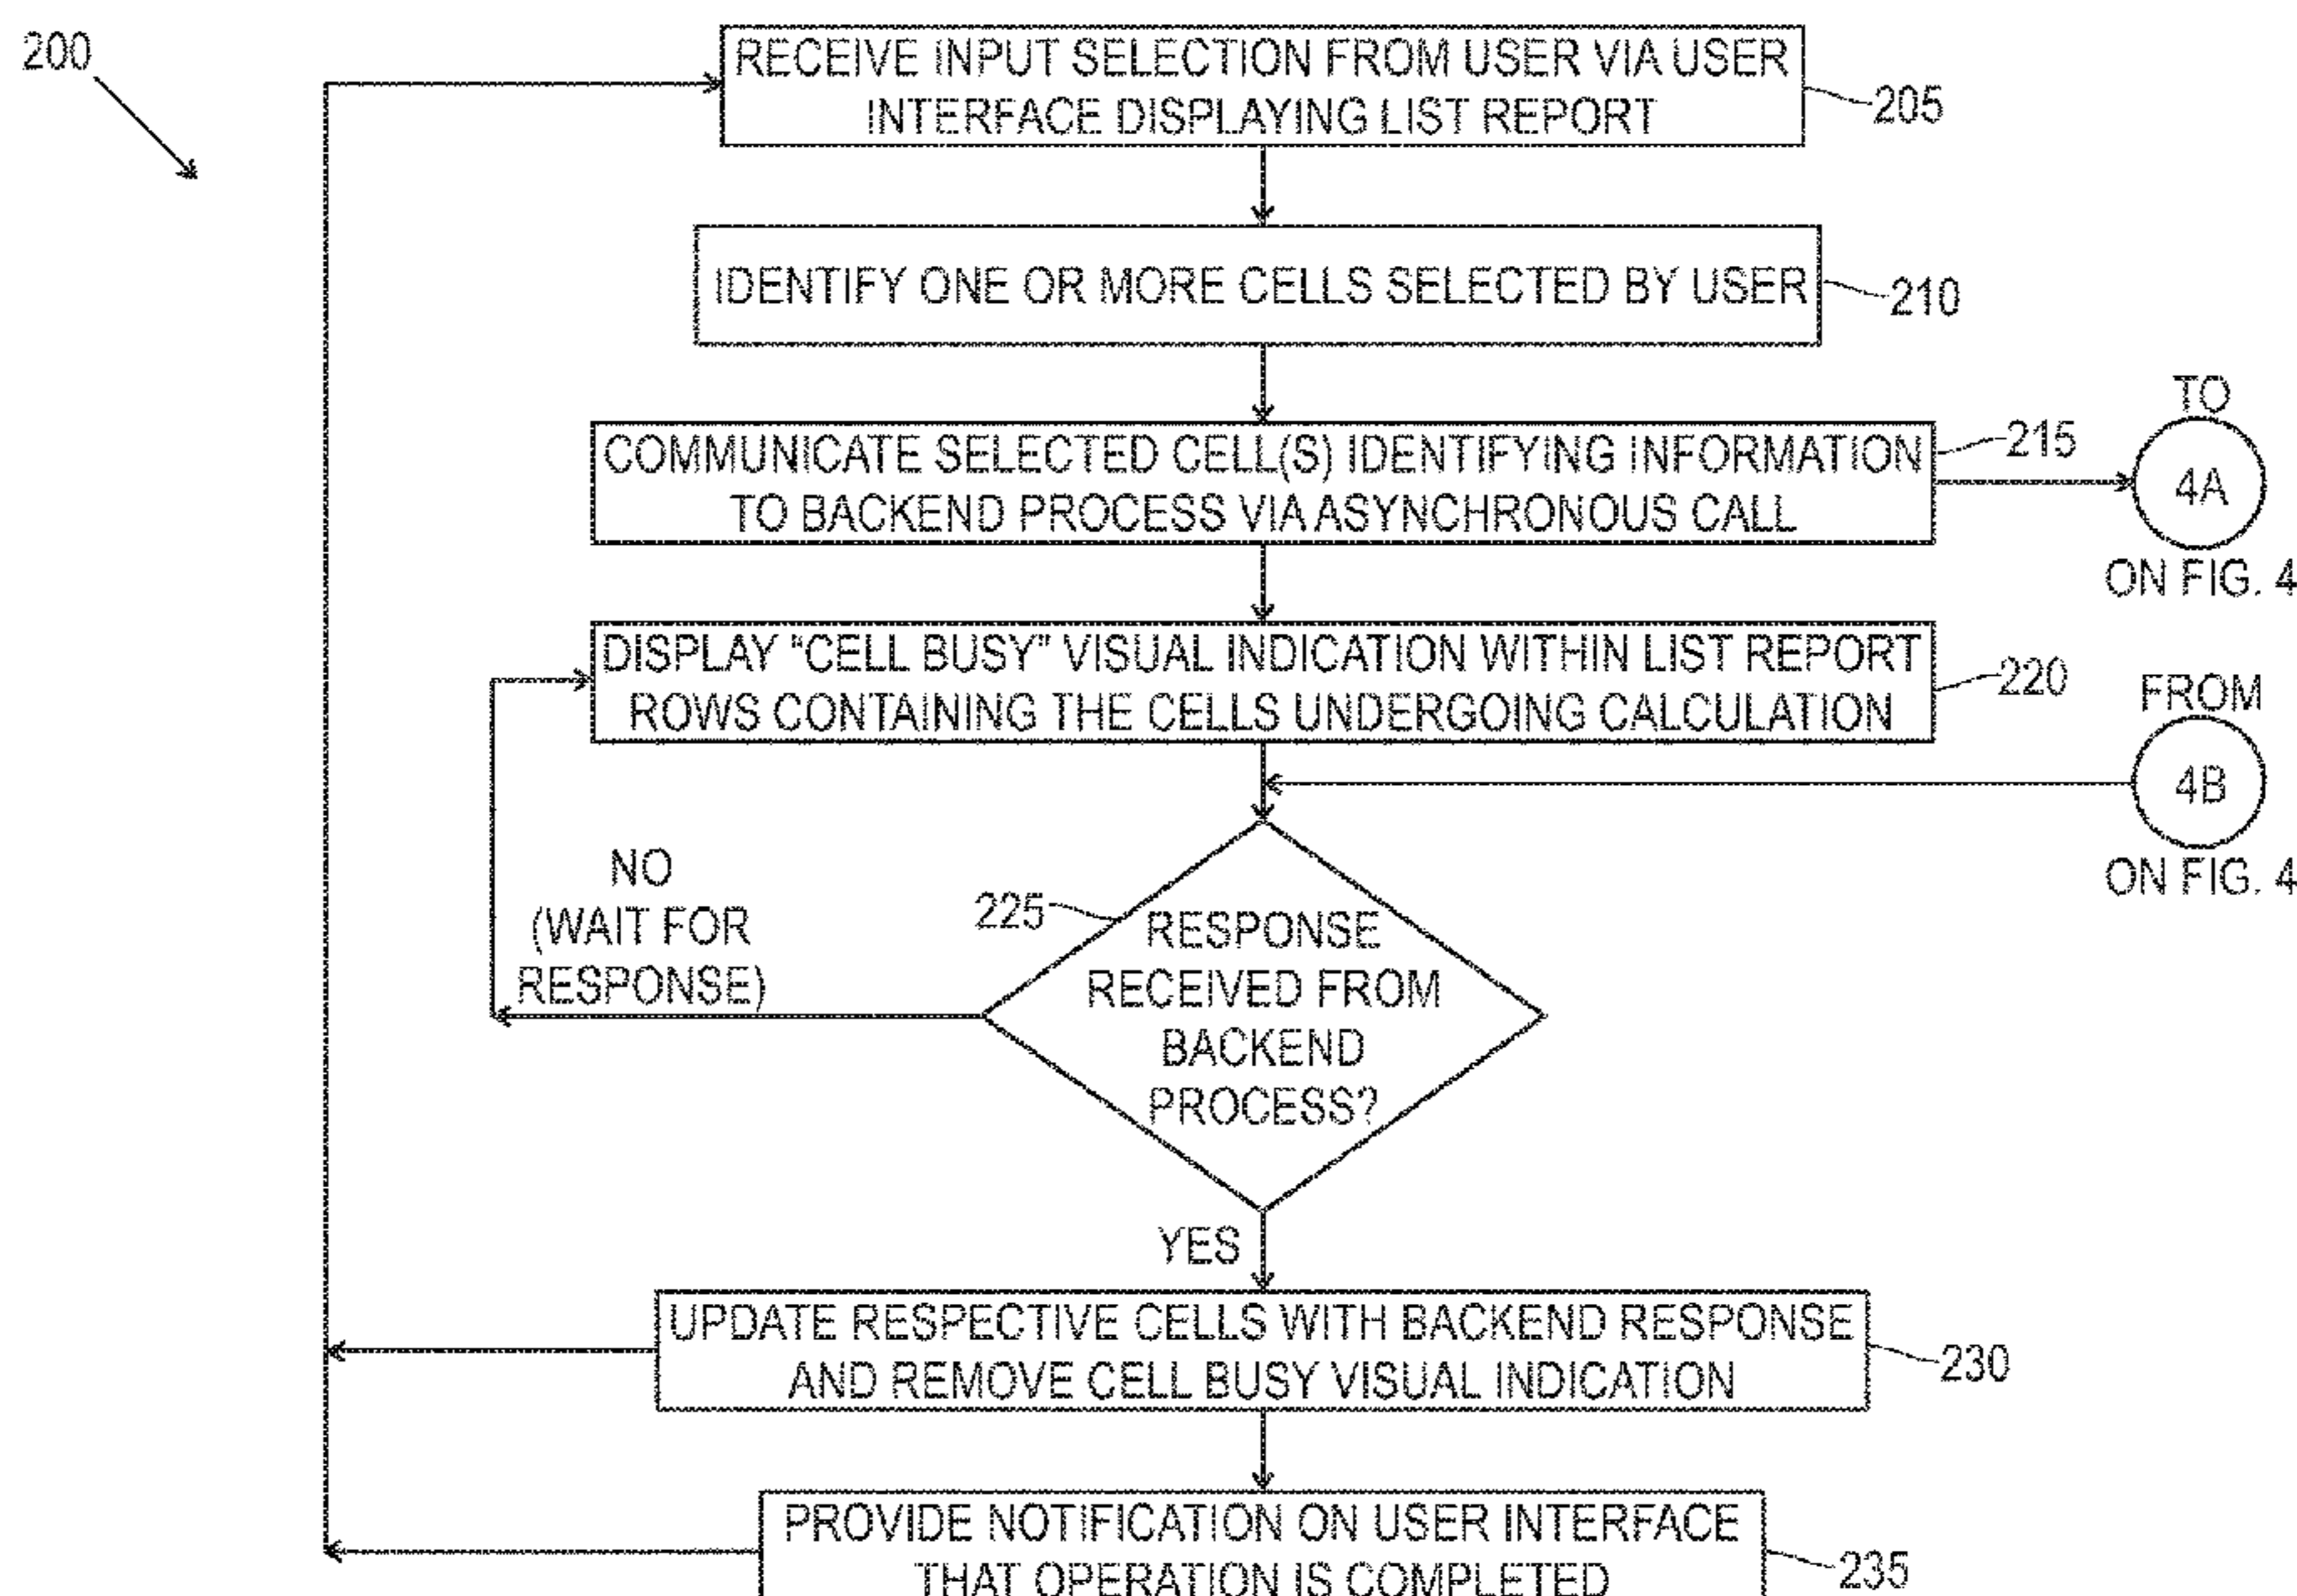 200
RECEIVE INPUT SELECTION FROM USER VIA USER
INTERFACE DISPLAYING LIST REPORT
205
IDENTIFY ONE OR MORE CELLS SELECTED BY USER
210
COMMUNICATE SELECTED CELL(S) IDENTIFYING INFORMATION
TO BACKEND PROCESS VIA ASYNCHRONOUS CALL
215
TO
4A
ON FIG. 4
DISPLAY “CELL BUSY” VISUAL INDICATION WITHIN LIST REPORT
ROWS CONTAINING THE CELLS UNDERGOING CALCULATION
220
FROM
4B
ON FIG. 4
NO
(WAIT FOR
RESPONSE)
225
RESPONSE
RECEIVED FROM
BACKEND
PROCESS?
YES
UPDATE RESPECTIVE CELLS WITH BACKEND RESPONSE
AND REMOVE CELL BUSY VISUAL INDICATION
230
PROVIDE NOTIFICATION ON USER INTERFACE
THAT OPERATION IS COMPLETED
235